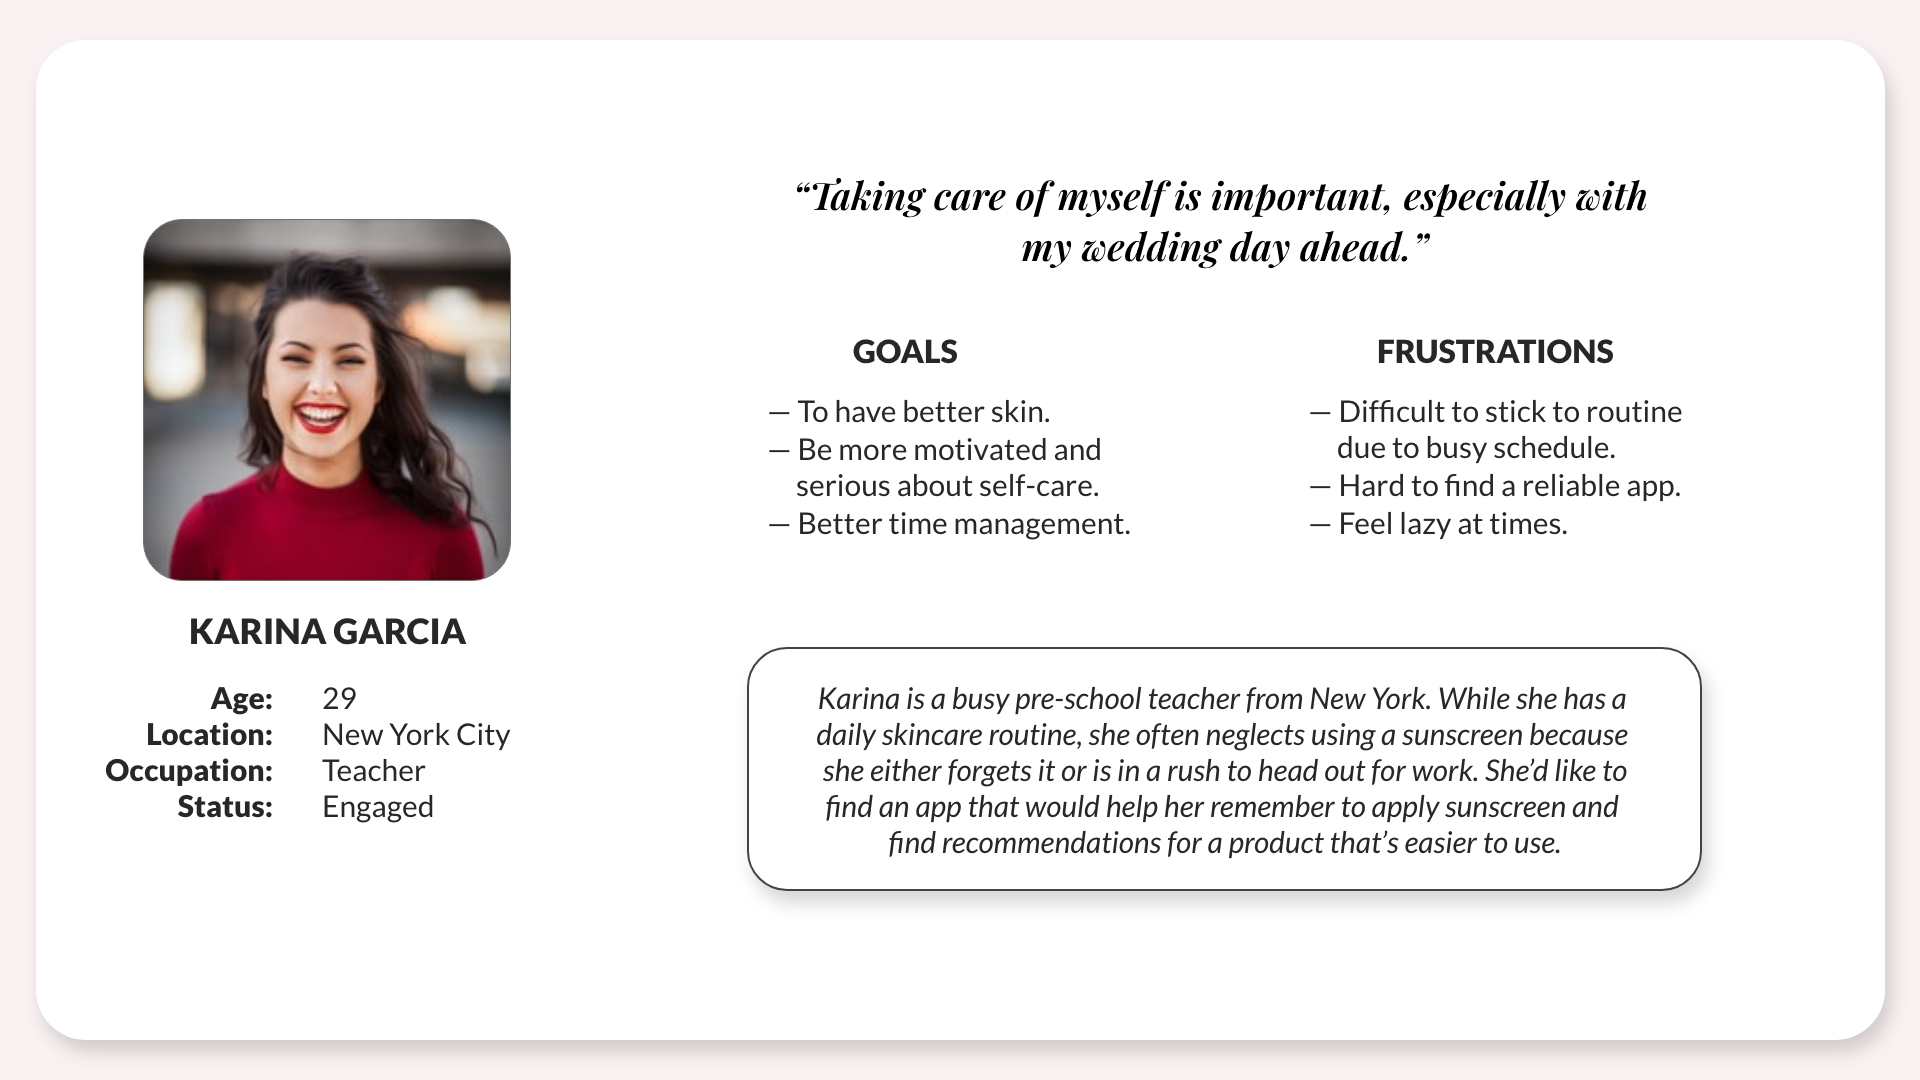 “Taking care of myself is important, especially with
my wedding day ahead.”
KARINA GARCIA
Age: 29
Location: New York City
Occupation: Teacher
Status: Engaged
GOALS
— To have better skin.
— Be more motivated and
serious about self-care.
— Better time management.
FRUSTRATIONS
— Difficult to stick to routine
due to busy schedule.
— Hard to find a reliable app.
— Feel lazy at times.
Karina is a busy pre-school teacher from New York. While she has a
daily skincare routine, she often neglects using a sunscreen because
she either forgets it or is in a rush to head out for work. She’d like to
find an app that would help her remember to apply sunscreen and
find recommendations for a product that’s easier to use.